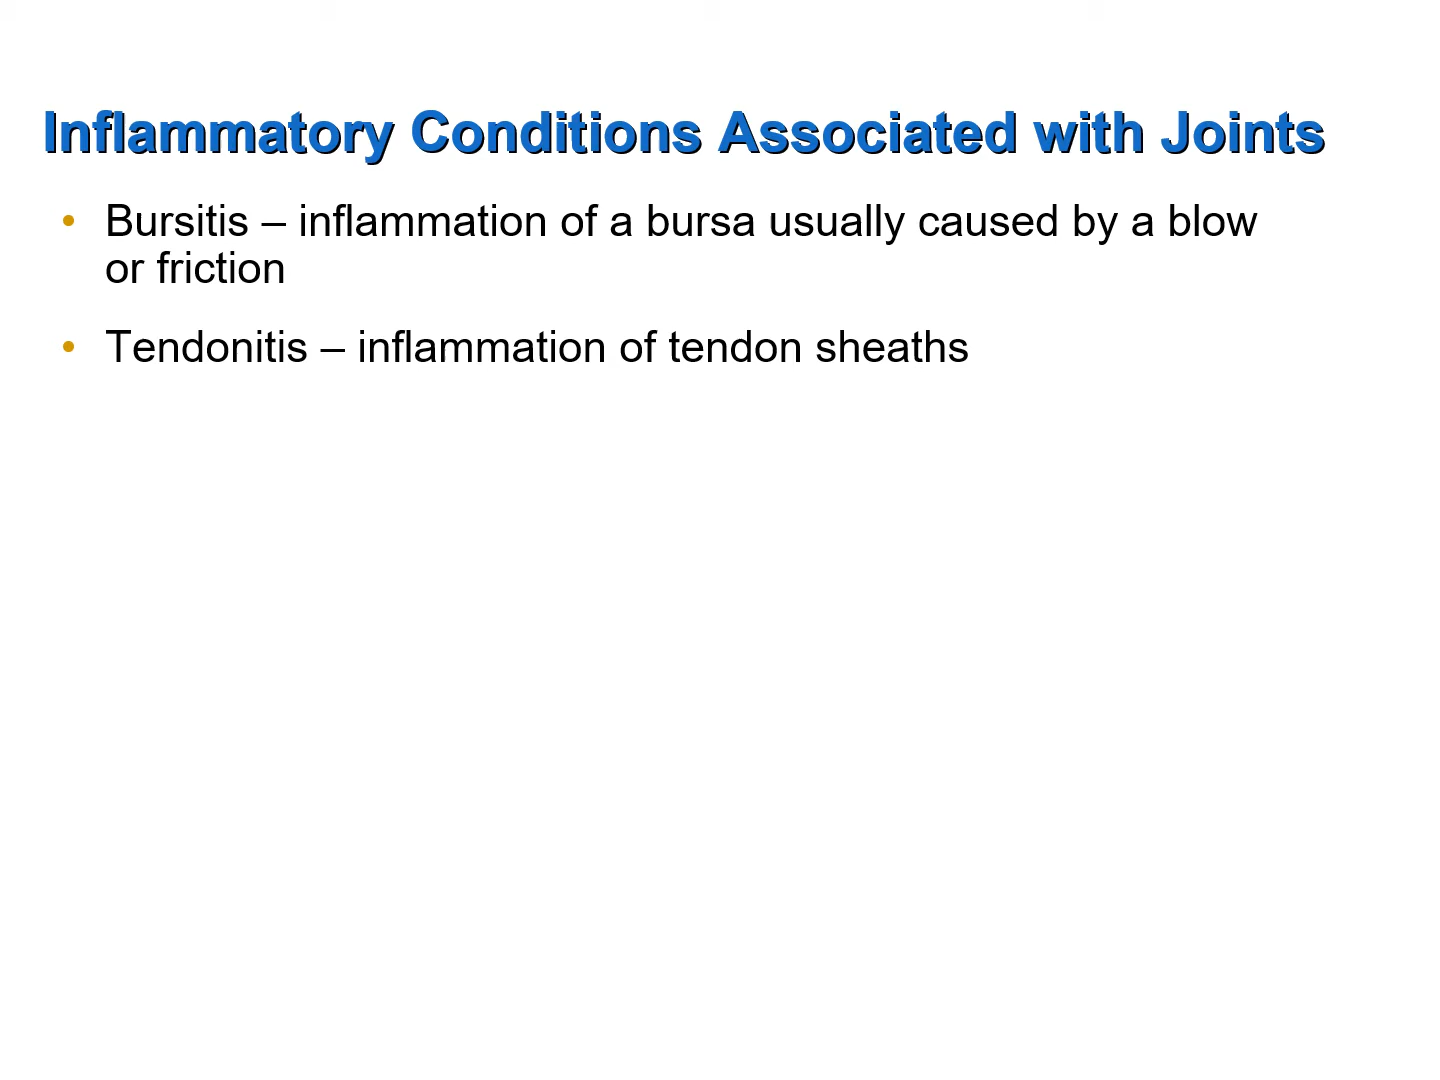 Inflammatory Conditions Associated with Joints
• Bursitis – inflammation of a bursa usually caused by a blow
or friction
• Tendonitis – inflammation of tendon sheaths